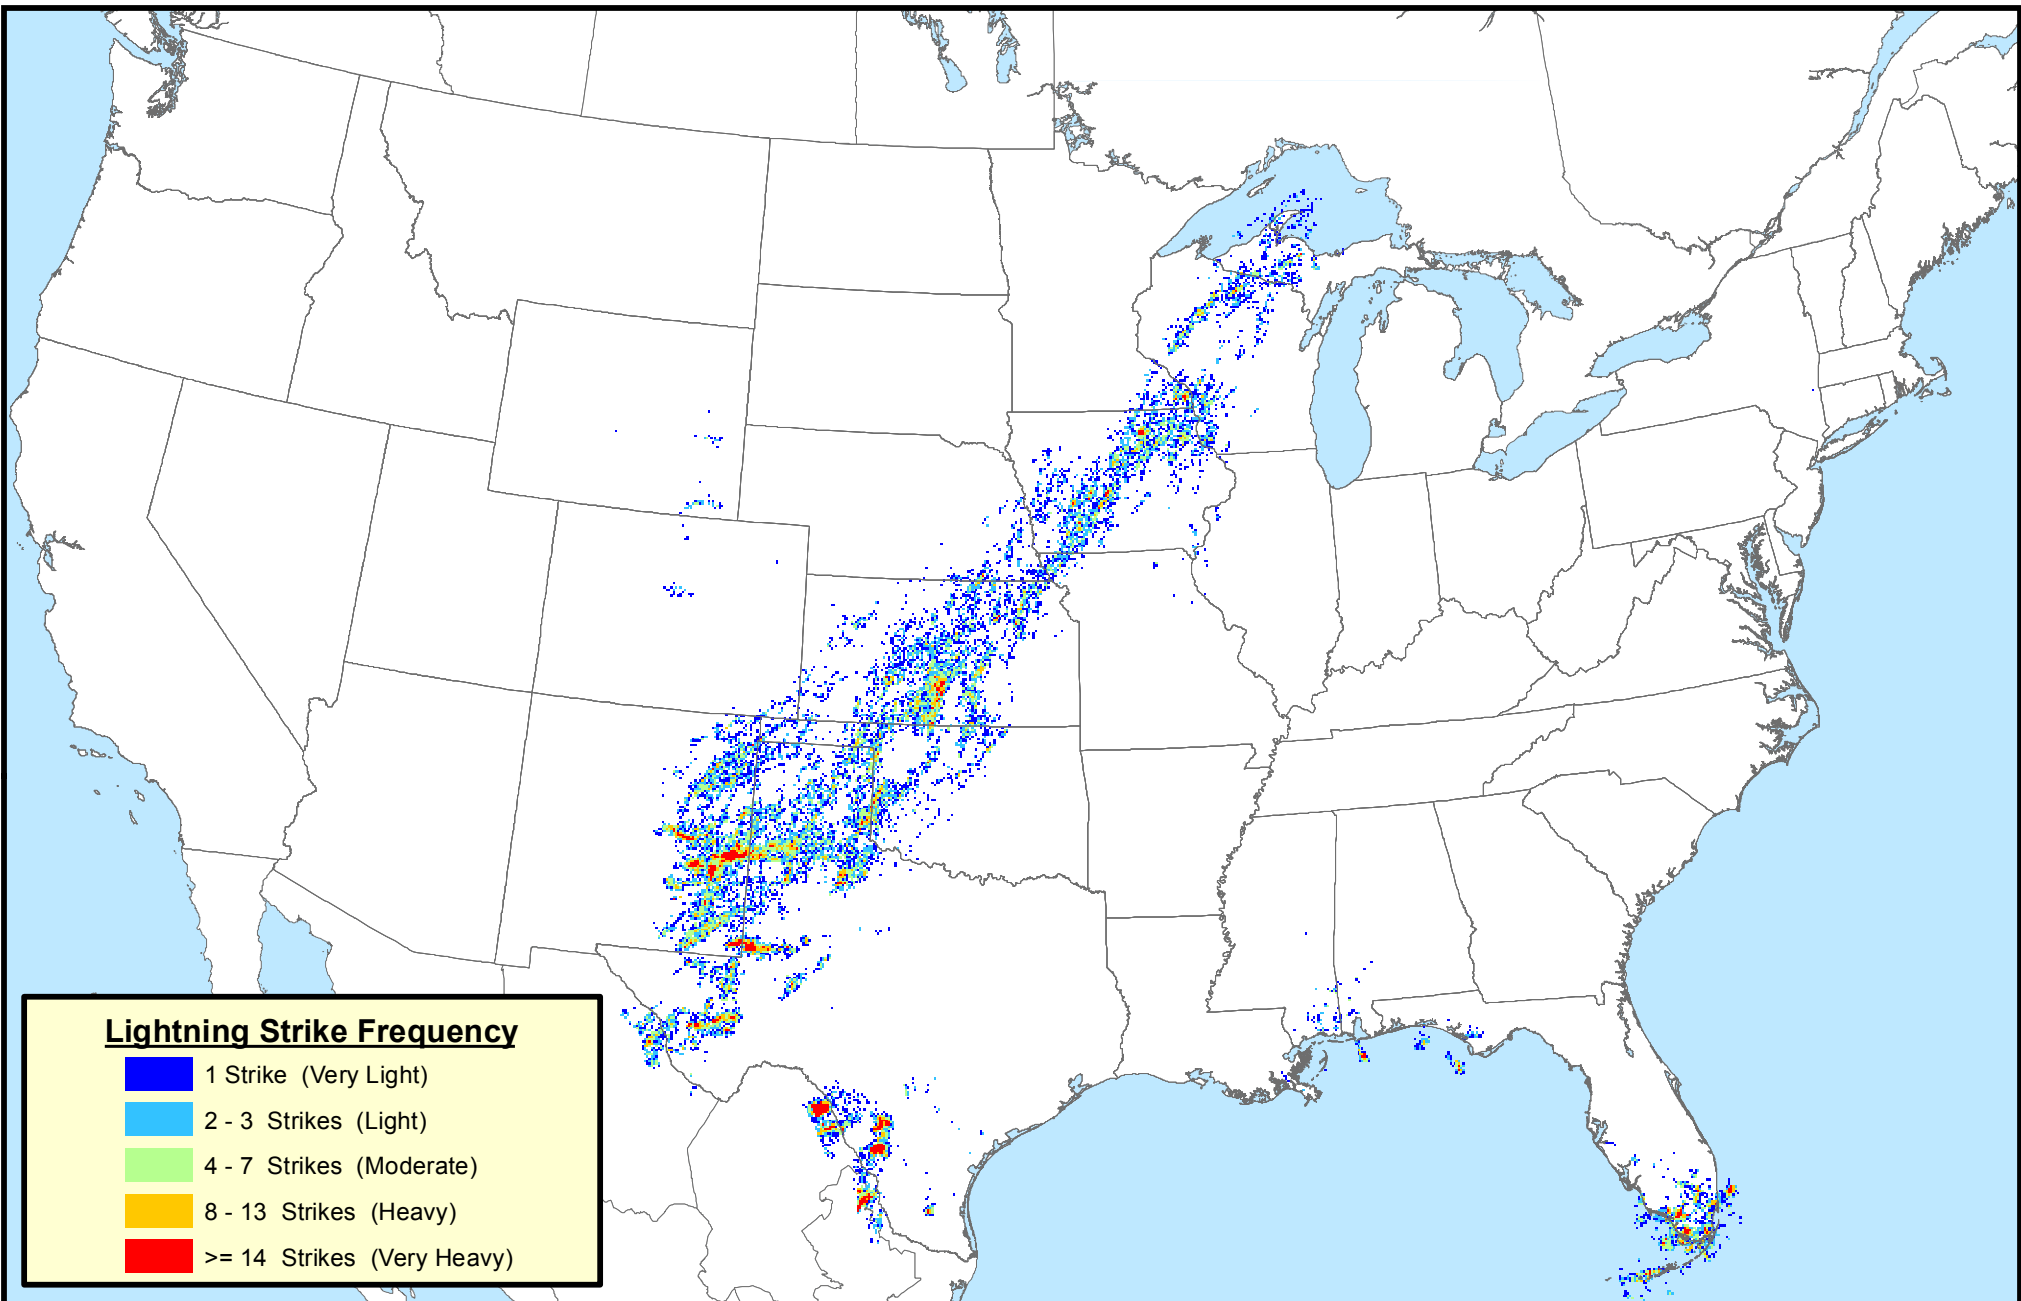 Lightning Strike Frequency
1 Strike (Very Light)
2 - 3 Strikes (Light)
4 - 7 Strikes (Moderate)
8 - 13 Strikes (Heavy)
>= 14 Strikes (Very Heavy)